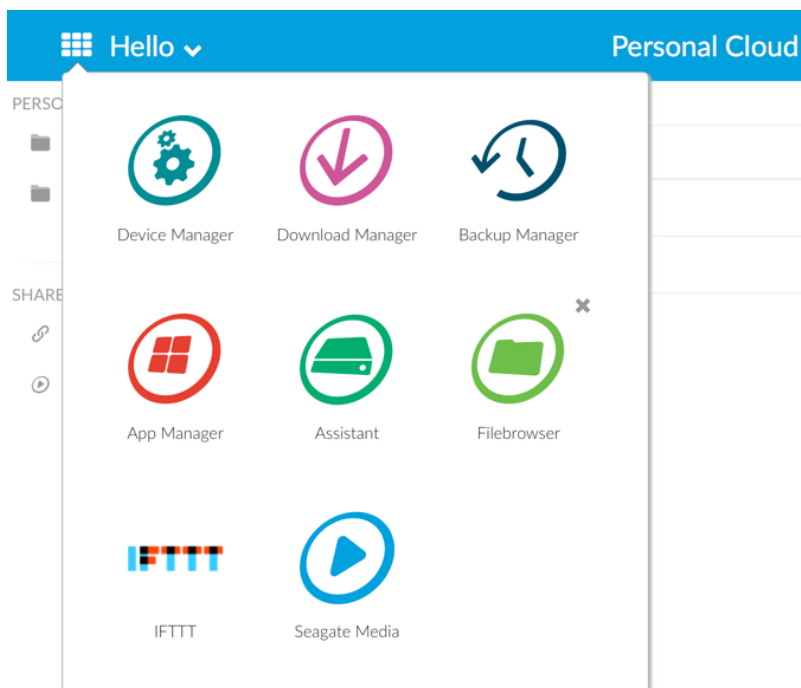 Hello
Personal Cloud
PERSO
Device Manager
Download Manager
Backup Manager
SHARE
App Manager
Assistant
Filebrowser
IFTTT
IFTTT
Seagate Media